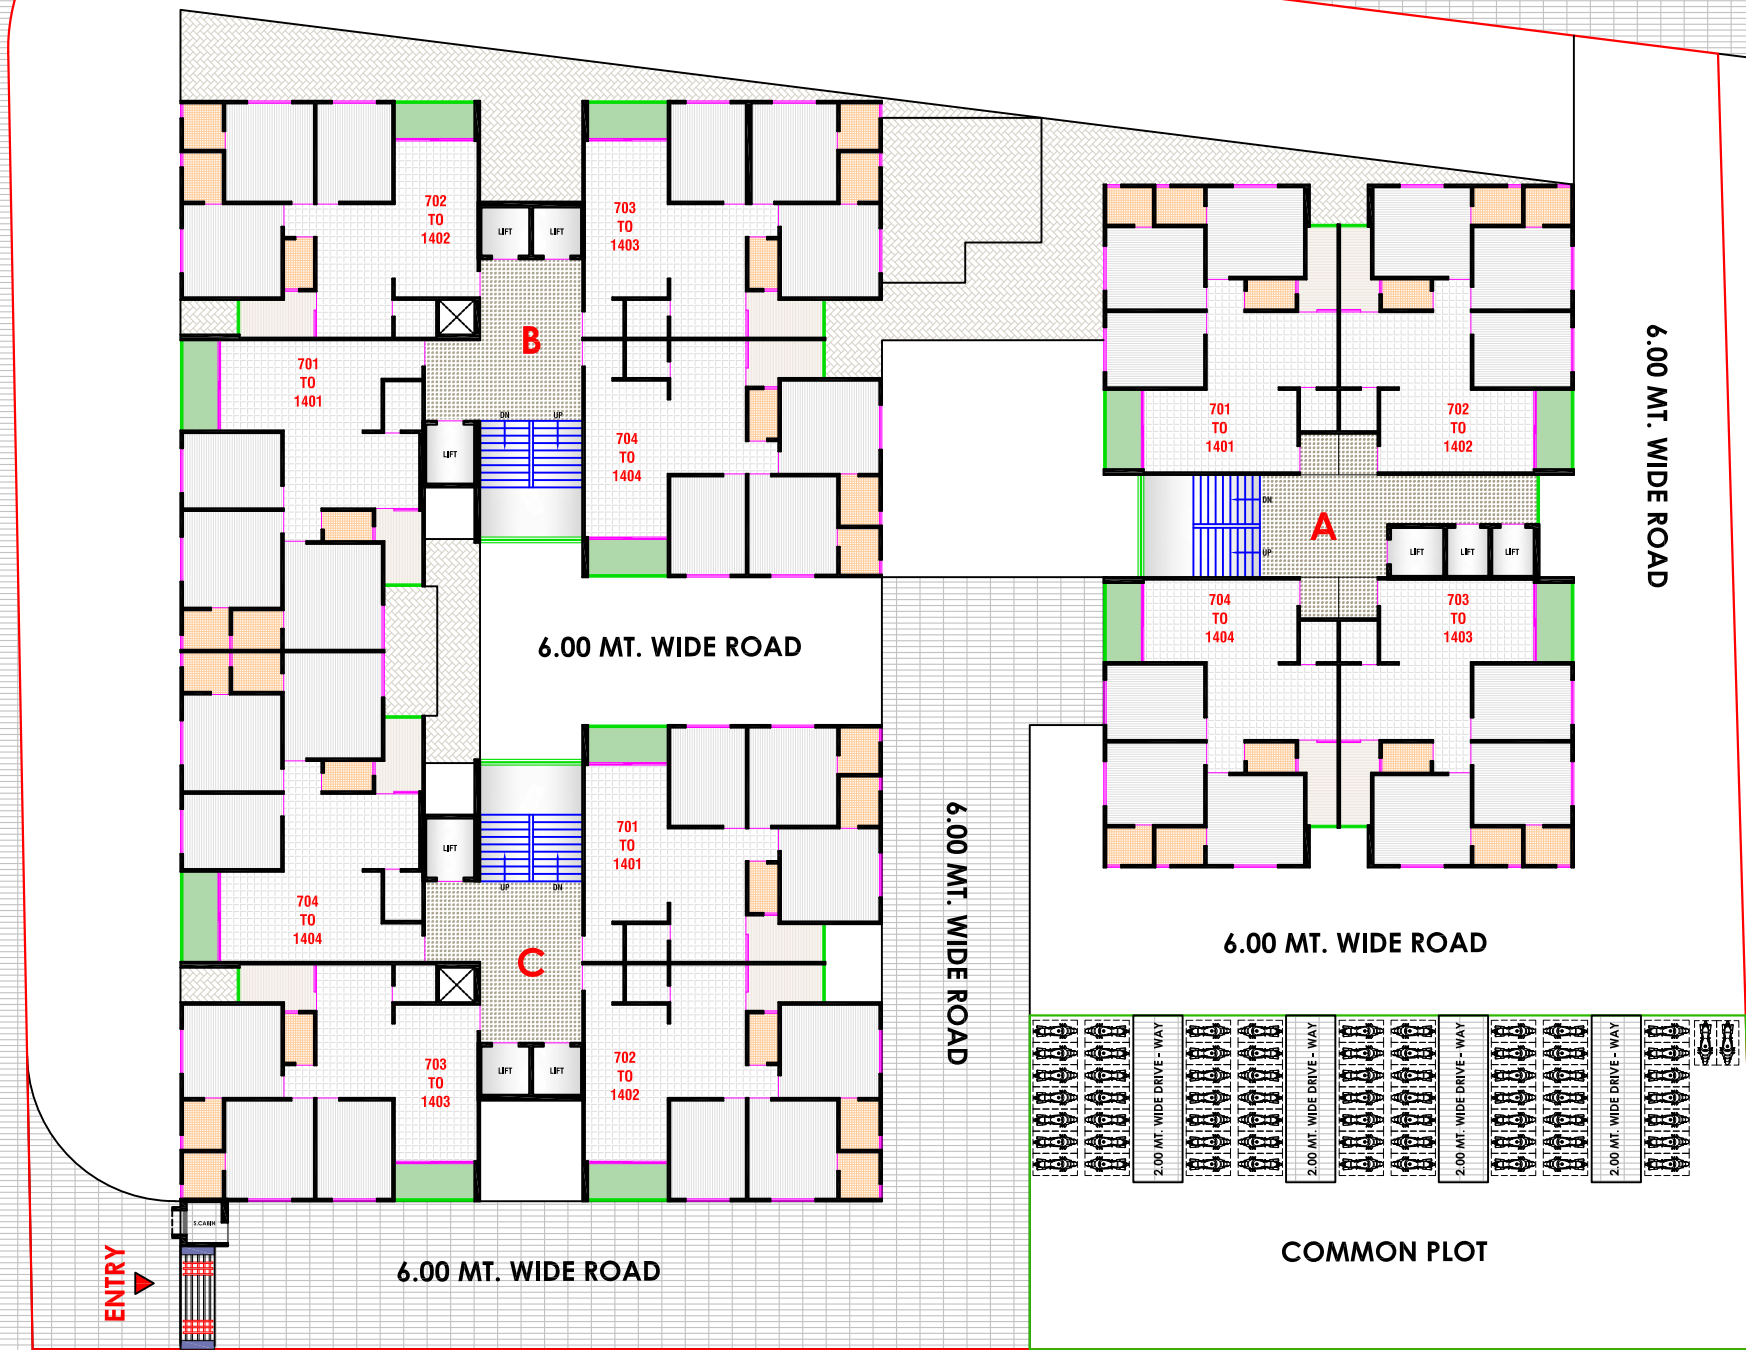 702
TO
1402
703
TO
1403
LIFT
LIFT
B
701
TO
1401
DN
UP
LIFT
704
TO
1404
701
TO
1401
702
TO
1402
A
DN
UP
LIFT
LIFT
LIFT
704
TO
1404
703
TO
1403
6.00 MT. WIDE ROAD
6.00 MT. WIDE ROAD
6.00 MT. WIDE ROAD
701
TO
1401
LIFT
UP
DN
704
TO
1404
C
703
TO
1403
LIFT
LIFT
702
TO
1402
6.00 MT. WIDE ROAD
2.00 MT. WIDE DRIVE - WAY
2.00 MT. WIDE DRIVE - WAY
2.00 MT. WIDE DRIVE - WAY
2.00 MT. WIDE DRIVE - WAY
S.CABIN
ENTRY
6.00 MT. WIDE ROAD
COMMON PLOT